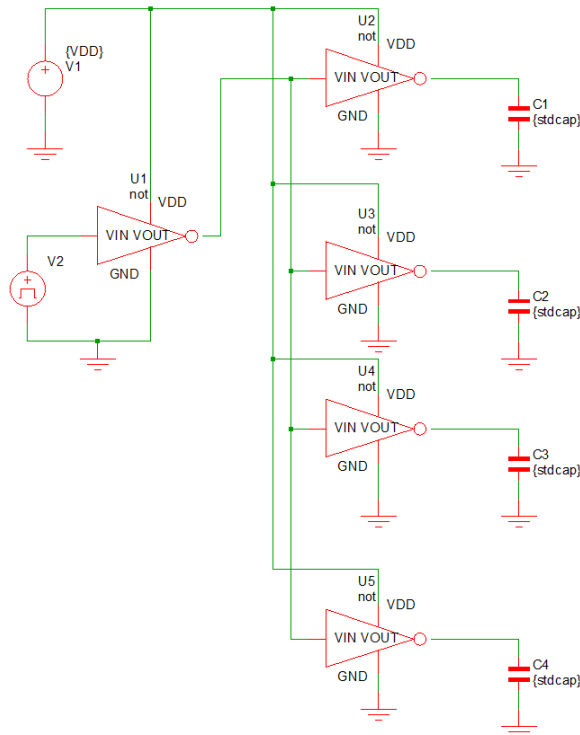 {VDD}
V1
U1
not
VDD
VIN VOUT
GND
V2
U2
not
VDD
VIN VOUT
GND
C1
{stdcap}
U3
not
VDD
VIN VOUT
GND
C2
{stdcap}
U4
not
VDD
VIN VOUT
GND
C3
{stdcap}
U5
not
VDD
VIN VOUT
GND
C4
{stdcap}